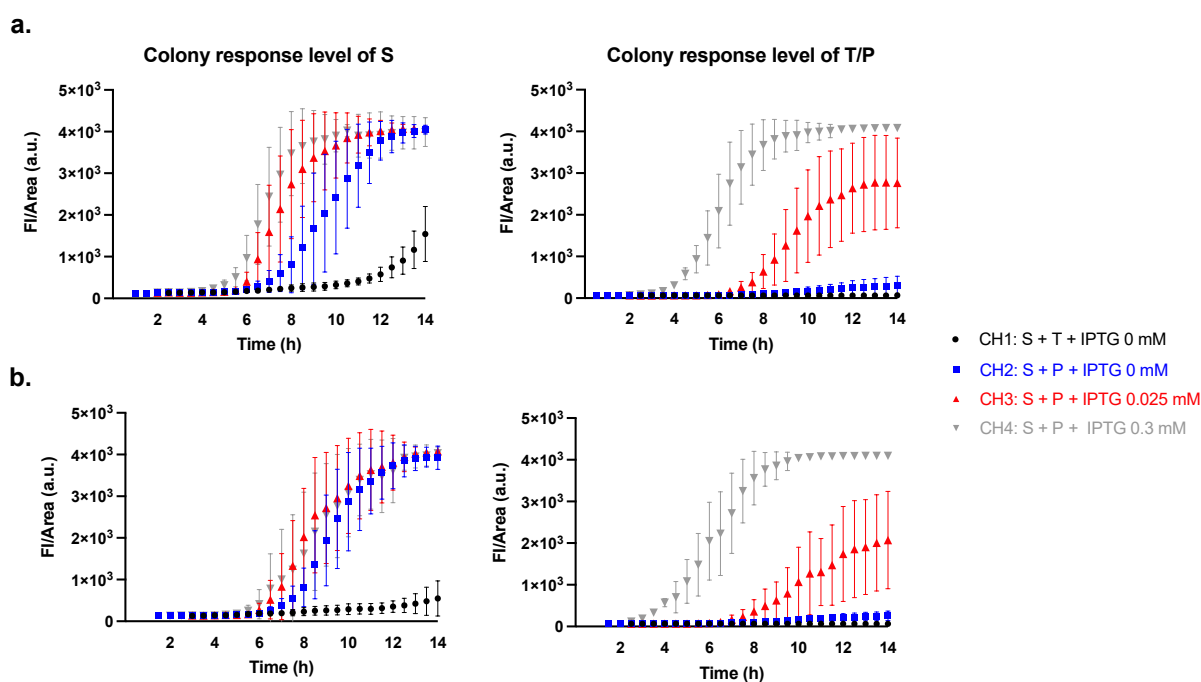 a.
Colony response level of S
Colony response level of T/P
5×10³
4×10³
3×10³
2×10³
1×10³
0
FI/Area (a.u.)
2 4 6 8 10 12 14
Time (h)
5×10³
4×10³
3×10³
2×10³
1×10³
0
FI/Area (a.u.)
2 4 6 8 10 12 14
Time (h)
CH1: S + T + IPTG 0 mM
CH2: S + P + IPTG 0 mM
CH3: S + P + IPTG 0.025 mM
CH4: S + P + IPTG 0.3 mM
b.
5×10³
4×10³
3×10³
2×10³
1×10³
0
FI/Area (a.u.)
2 4 6 8 10 12 14
Time (h)
5×10³
4×10³
3×10³
2×10³
1×10³
0
FI/Area (a.u.)
2 4 6 8 10 12 14
Time (h)